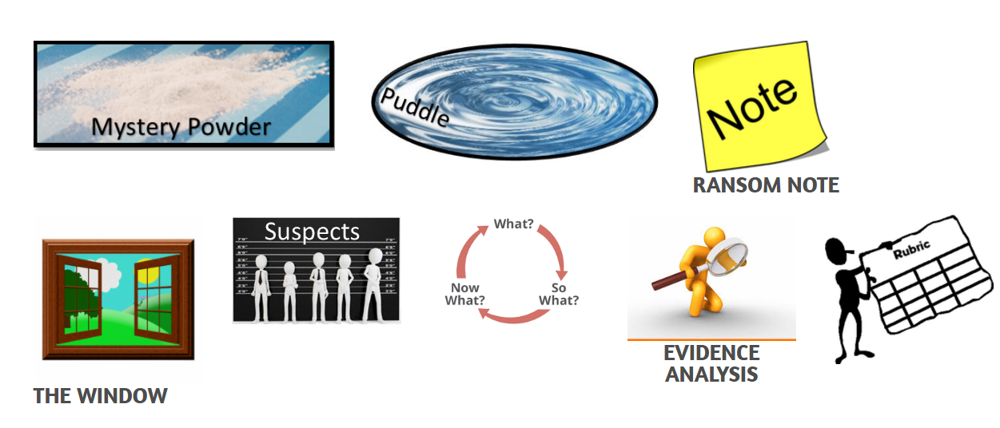 Mystery Powder
Puddle
Note
RANSOM NOTE
THE WINDOW
Suspects
What?
So
What?
Now
What?
EVIDENCE
ANALYSIS
Rubric